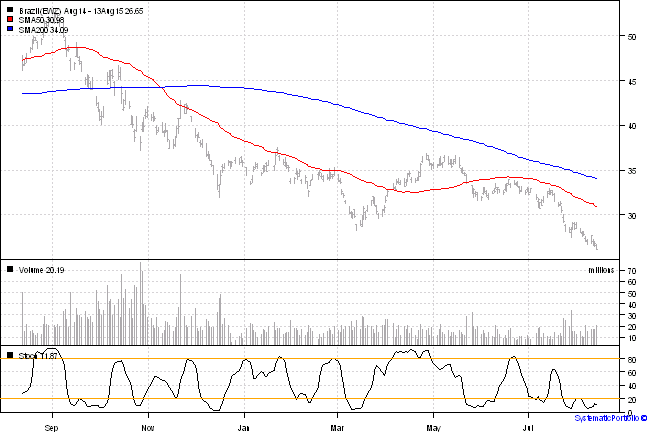 Brazil(EWZ) Aug14 - 13Aug15 26.65
SMA50 30.98
SMA200 34.09
50
45
40
35
30
Volume 20.19
millions
70
60
50
40
30
20
10
Stoch 11.67
80
60
40
20
0
Sep
Nov
Jan
Mar
May
Jul
SystematicPortfolio ©